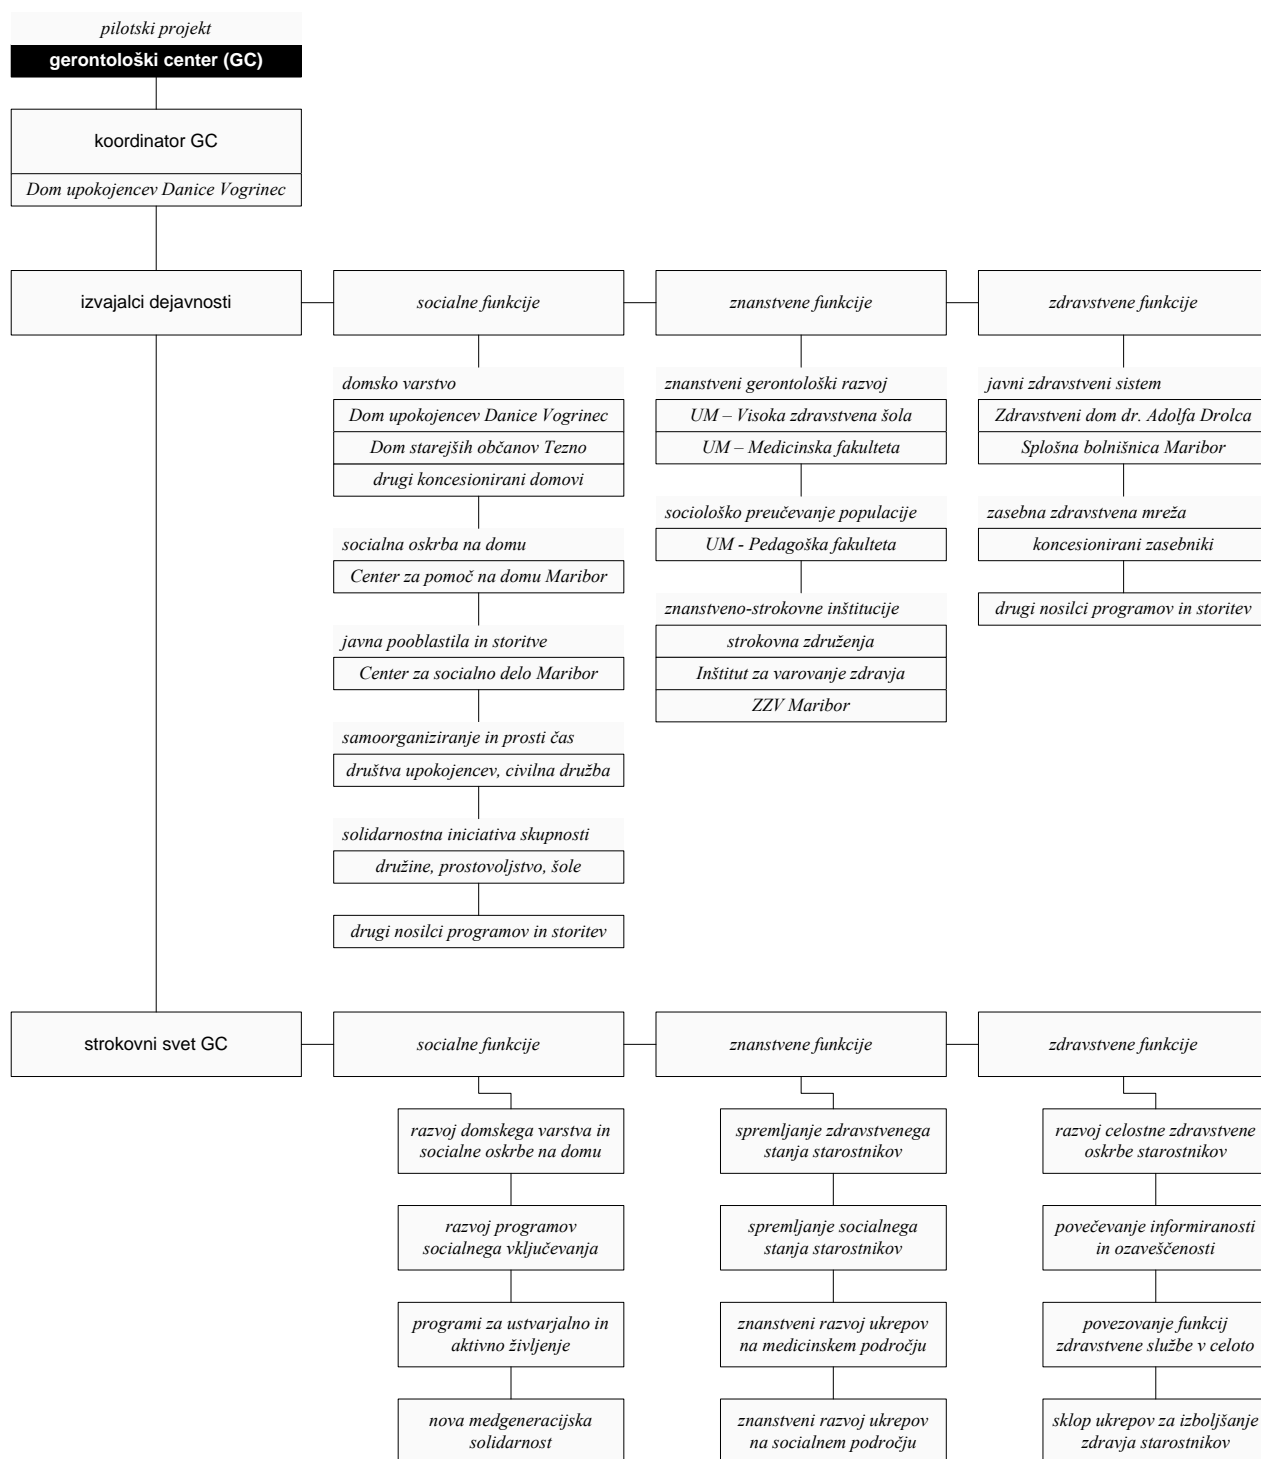 pilotski projekt
gerontološki center (GC)
koordinator GC
Dom upokojencev Danice Vogrinec
izvajalci dejavnosti
socialne funkcije
znanstvene funkcije
zdravstvene funkcije
domsko varstvo
Dom upokojencev Danice Vogrinec
Dom starejših občanov Tezno
drugi koncesionirani domovi
socialna oskrba na domu
Center za pomoč na domu Maribor
javna pooblastila in storitve
Center za socialno delo Maribor
samoorganiziranje in prosti čas
društva upokojencev, civilna družba
solidarnostna iniciativa skupnosti
družine, prostovoljstvo, šole
drugi nosilci programov in storitev
znanstveni gerontološki razvoj
UM – Visoka zdravstvena šola
UM – Medicinska fakulteta
sociološko preučevanje populacije
UM - Pedagoška fakulteta
znanstveno-strokovne inštitucije
strokovna združenja
Inštitut za varovanje zdravja
ZZV Maribor
javni zdravstveni sistem
Zdravstveni dom dr. Adolfa Drolca
Splošna bolnišnica Maribor
zasebna zdravstvena mreža
koncesionirani zasebniki
drugi nosilci programov in storitev
strokovni svet GC
socialne funkcije
znanstvene funkcije
zdravstvene funkcije
razvoj domskega varstva in
socialne oskrbe na domu
razvoj programov
socialnega vključevanja
programi za ustvarjalno in
aktivno življenje
nova medgeneracijska
solidarnost
spremljanje zdravstvenega
stanja starostnikov
spremljanje socialnega
stanja starostnikov
znanstveni razvoj ukrepov
na medicinskem področju
znanstveni razvoj ukrepov
na socialnem področju
razvoj celostne zdravstvene
oskrbe starostnikov
povečevanje informiranosti
in ozaveščenosti
povezovanje funkcij
zdravstvene službe v celoto
sklop ukrepov za izboljšanje
zdravja starostnikov